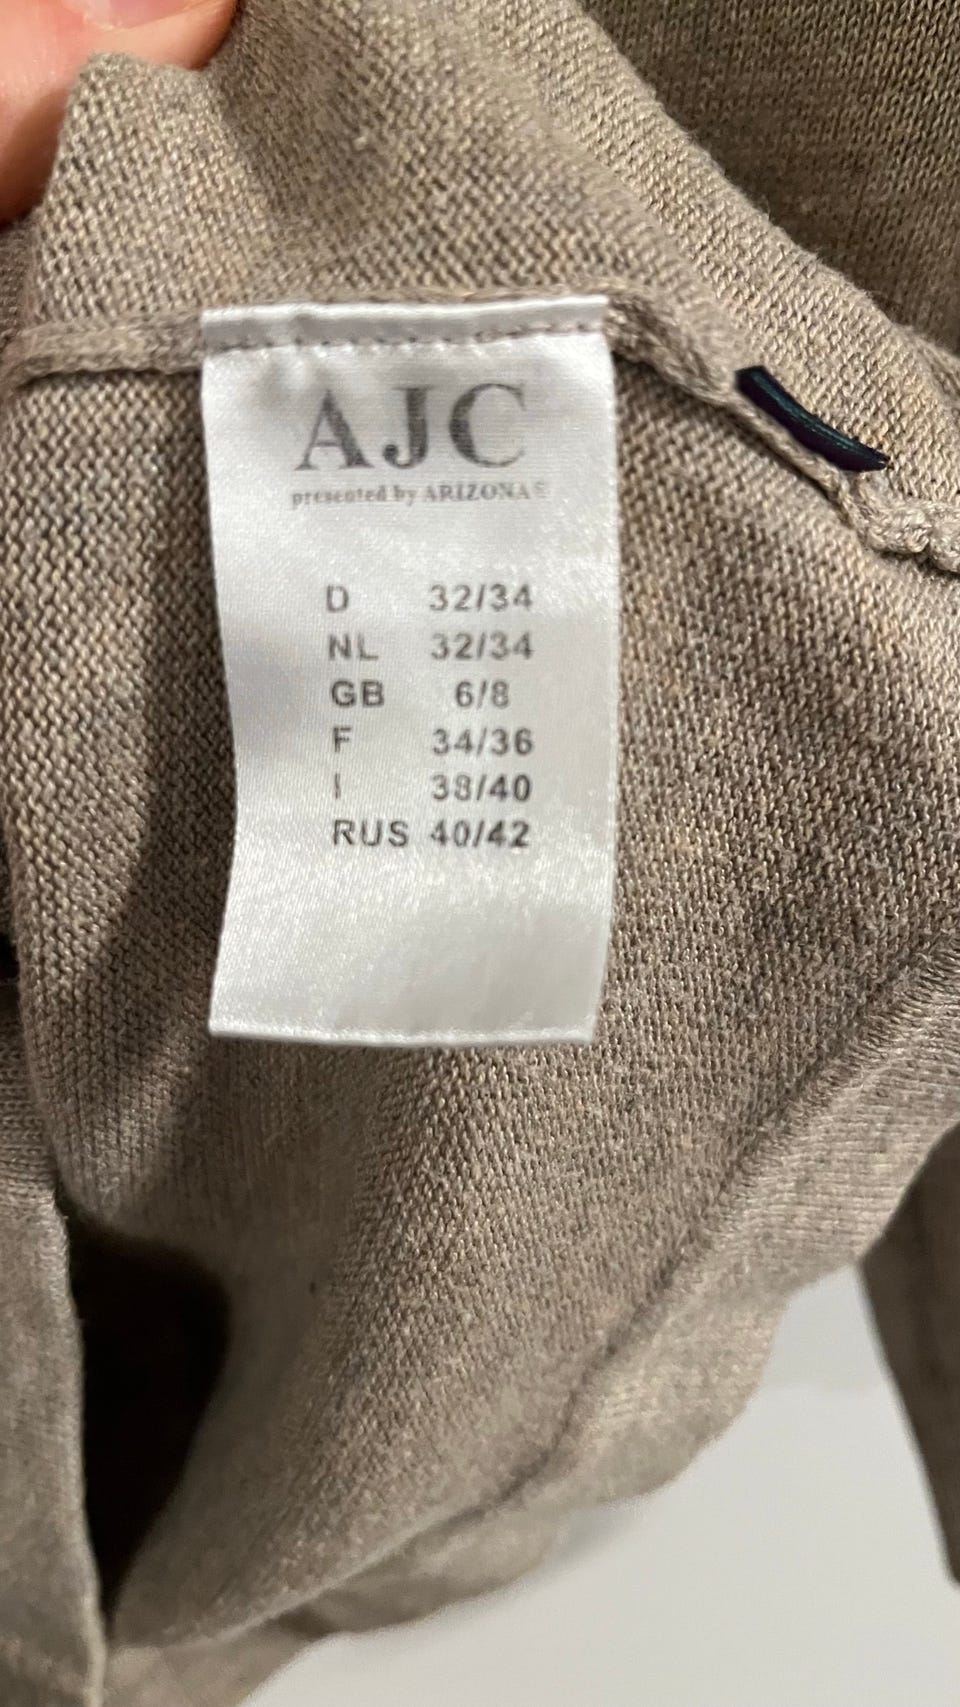 AJC
presented by ARIZONA®
D 32/34
NL 32/34
GB 6/8
F 34/36
I 38/40
RUS 40/42